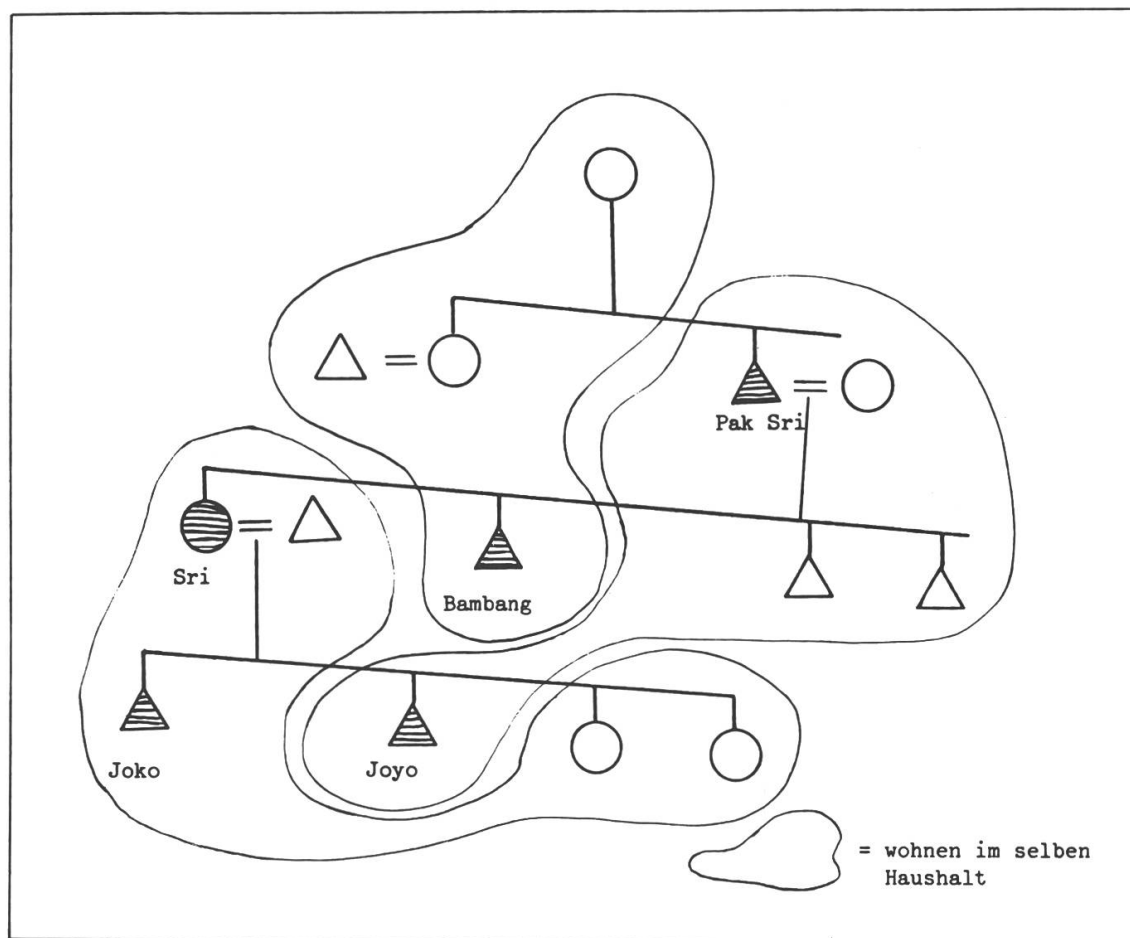 Pak Sri
Sri
Bambang
Joko
Joyo
= wohnen im selben
Haushalt